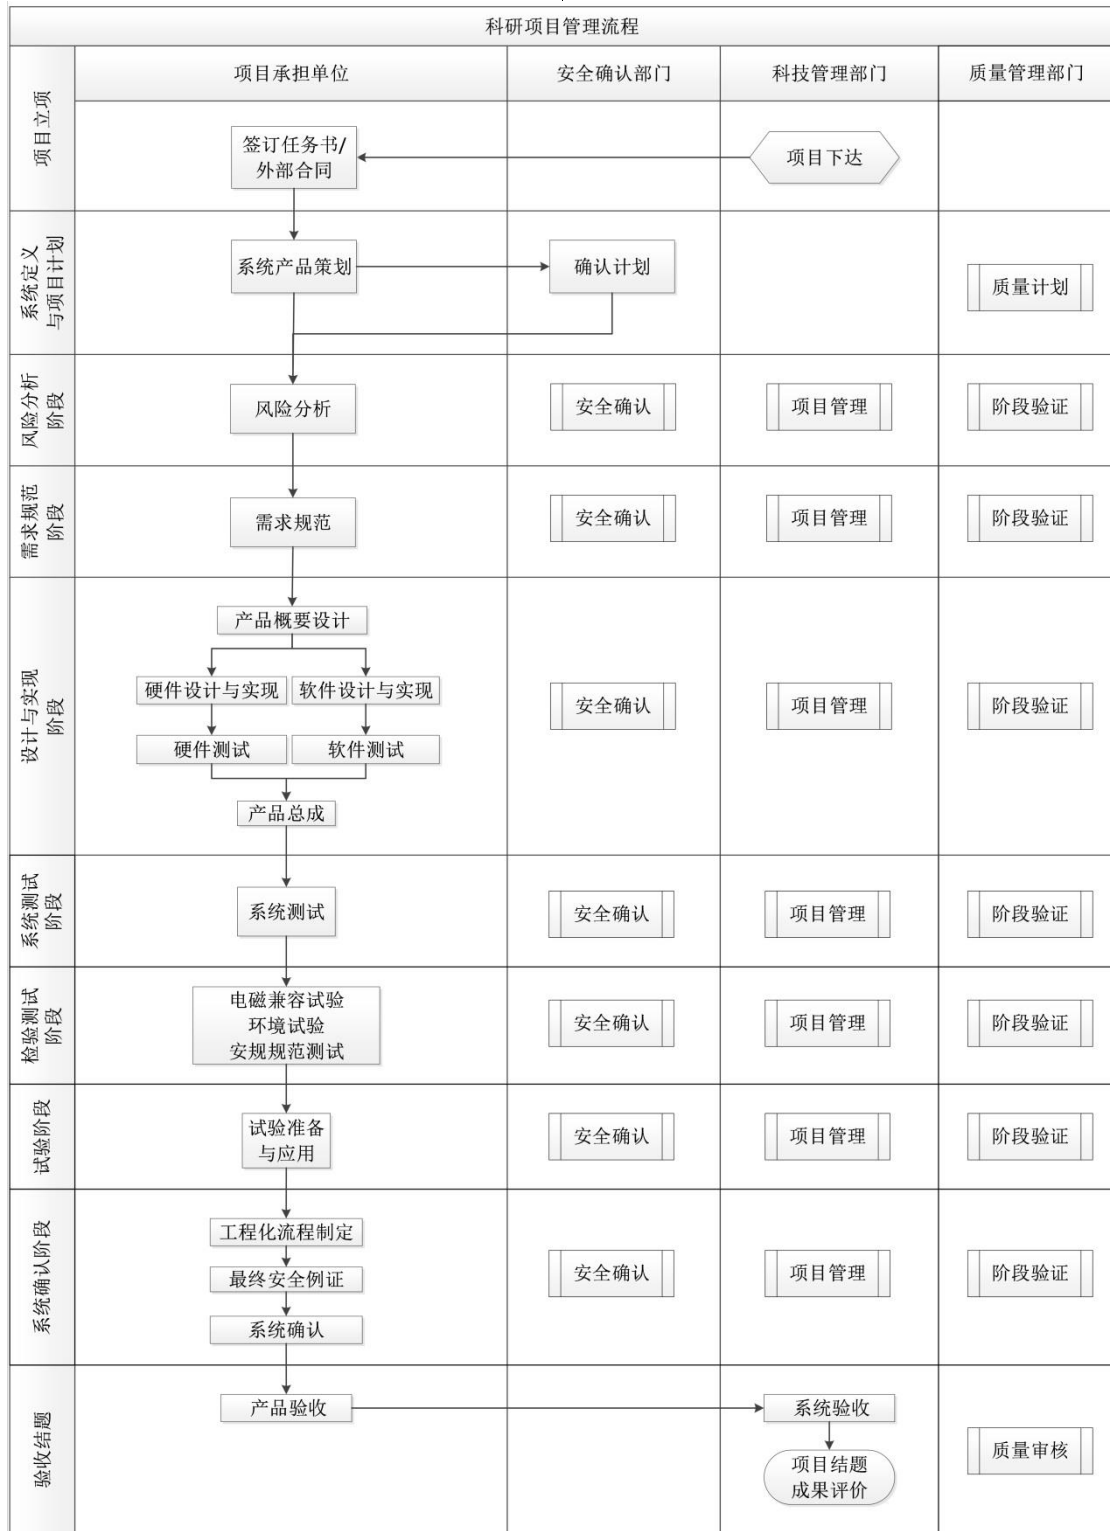 科研项目管理流程
项目承担单位
安全确认部门
科技管理部门
质量管理部门
项目立项
签订任务书/
外部合同
项目下达
系统定义
与项目计划
系统产品策划
确认计划
质量计划
风险分析
阶段
风险分析
安全确认
项目管理
阶段验证
需求规范
阶段
需求规范
安全确认
项目管理
阶段验证
设计与实现
阶段
产品概要设计
硬件设计与实现
软件设计与实现
硬件测试
软件测试
产品总成
安全确认
项目管理
阶段验证
系统测试
阶段
系统测试
安全确认
项目管理
阶段验证
检验测试
阶段
电磁兼容试验
环境试验
安规规范测试
安全确认
项目管理
阶段验证
试验阶段
试验准备
与应用
安全确认
项目管理
阶段验证
系统确认阶段
工程化流程制定
最终安全例证
系统确认
安全确认
项目管理
阶段验证
验收结题
产品验收
系统验收
项目结题
成果评价
质量审核